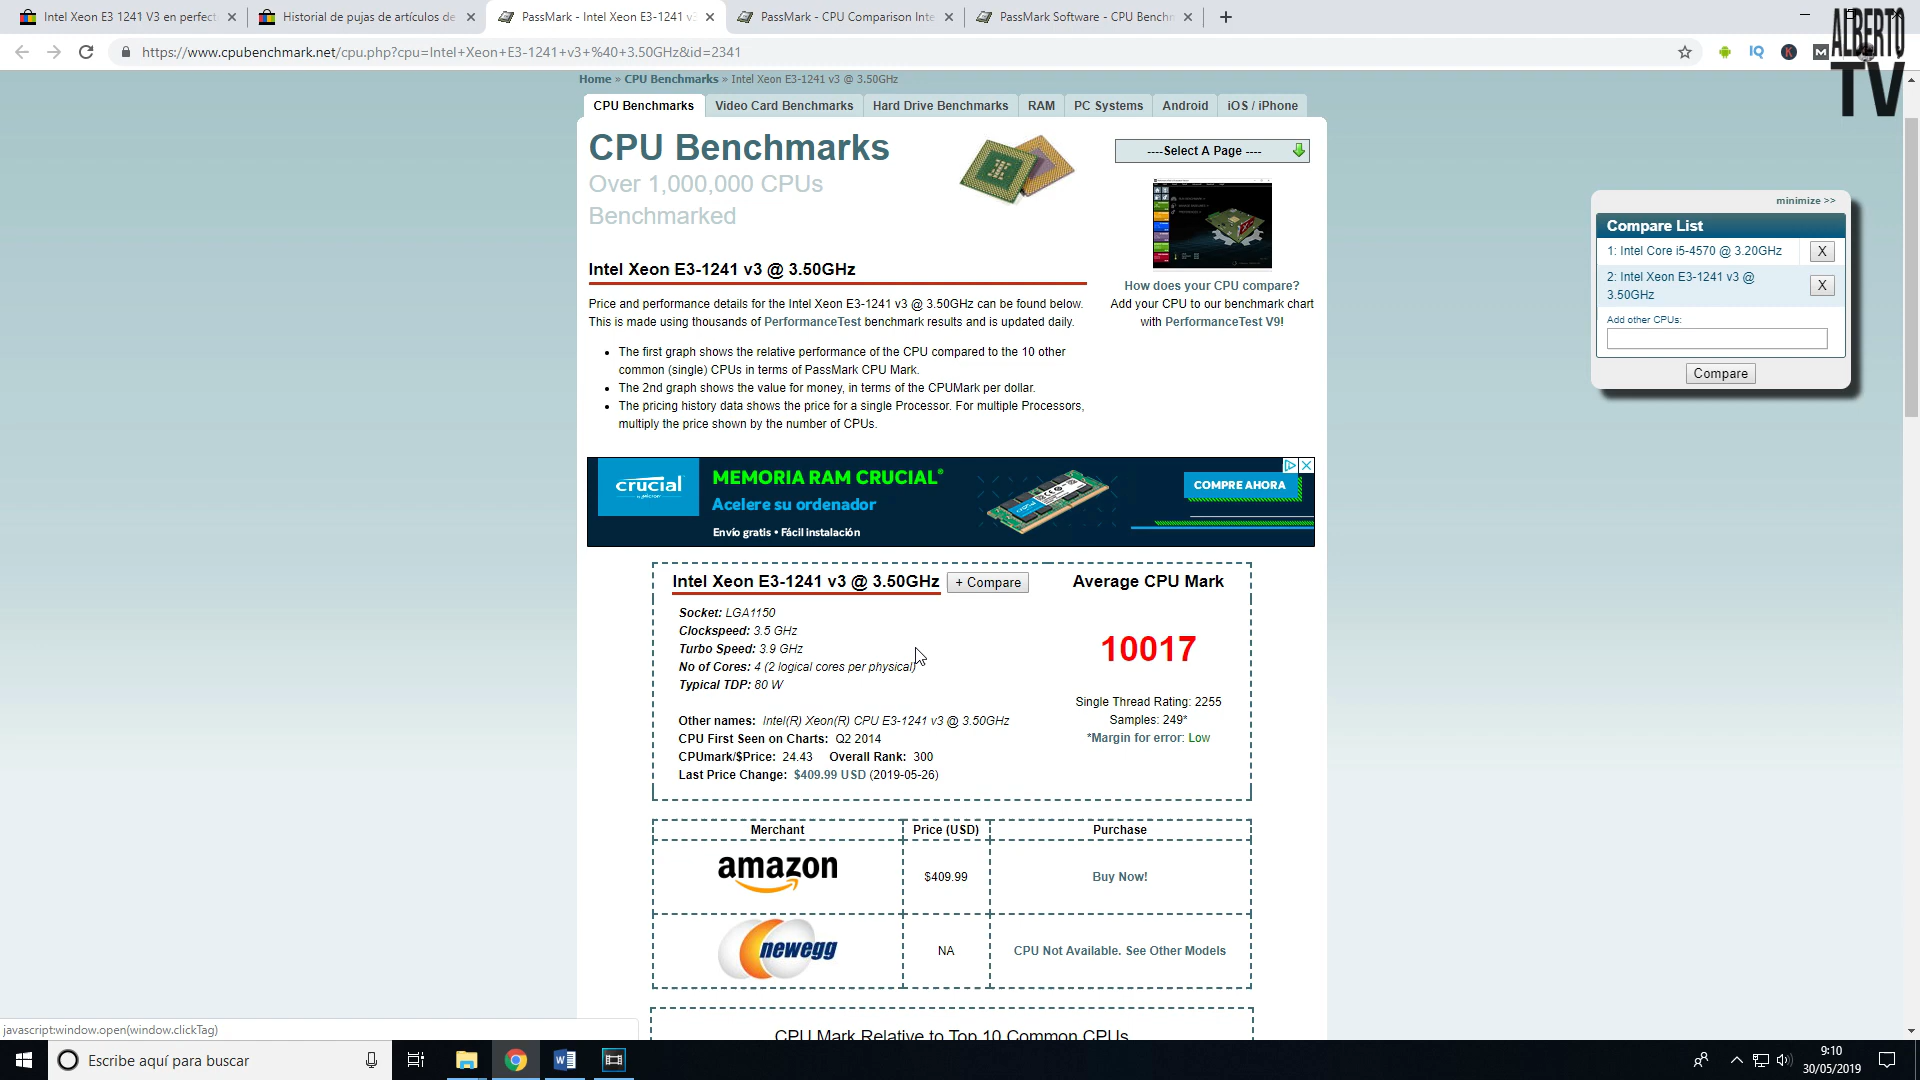 Intel Xeon E3 1241 V3 en perfect
Historial de pujas de artículos de
PassMark - Intel Xeon E3-1241 v3
PassMark - CPU Comparison Inte
PassMark Software - CPU Bench
https://www.cpubenchmark.net/cpu.php?cpu=Intel+Xeon+E3-1241+v3+%40+3.50GHz&id=2341
IQ
K
M
ALBERTO
TV
Home » CPU Benchmarks » Intel Xeon E3-1241 v3 @ 3.50GHz
CPU Benchmarks
Video Card Benchmarks
Hard Drive Benchmarks
RAM
PC Systems
Android
iOS / iPhone
CPU Benchmarks
Over 1,000,000 CPUs
Benchmarked
----Select A Page ----
Intel Xeon E3-1241 v3 @ 3.50GHz
Price and performance details for the Intel Xeon E3-1241 v3 @ 3.50GHz can be found below.
This is made using thousands of PerformanceTest benchmark results and is updated daily.
The first graph shows the relative performance of the CPU compared to the 10 other
common (single) CPUs in terms of PassMark CPU Mark.
The 2nd graph shows the value for money, in terms of the CPUMark per dollar.
The pricing history data shows the price for a single Processor. For multiple Processors,
multiply the price shown by the number of CPUs.
How does your CPU compare?
Add your CPU to our benchmark chart
with PerformanceTest V9!
minimize >>
Compare List
1: Intel Core i5-4570 @ 3.20GHz
X
2: Intel Xeon E3-1241 v3 @
3.50GHz
X
Add other CPUs:
Compare
crucial
by Micron
MEMORIA RAM CRUCIAL®
Acelere su ordenador
Envío gratis • Fácil instalación
COMPRE AHORA
Intel Xeon E3-1241 v3 @ 3.50GHz
+ Compare
Average CPU Mark
Socket: LGA1150
Clockspeed: 3.5 GHz
Turbo Speed: 3.9 GHz
No of Cores: 4 (2 logical cores per physical)
Typical TDP: 80 W
10017
Single Thread Rating: 2255
Samples: 249*
*Margin for error: Low
Other names: Intel(R) Xeon(R) CPU E3-1241 v3 @ 3.50GHz
CPU First Seen on Charts: Q2 2014
CPUmark/$Price: 24.43 Overall Rank: 300
Last Price Change: $409.99 USD (2019-05-26)
Merchant
Price (USD)
Purchase
amazon
$409.99
Buy Now!
newegg
NA
CPU Not Available. See Other Models
CPU Mark Relative to Top 10 Common CPUs
javascript:window.open(window.clickTag)
Escribe aquí para buscar
9:10
30/05/2019